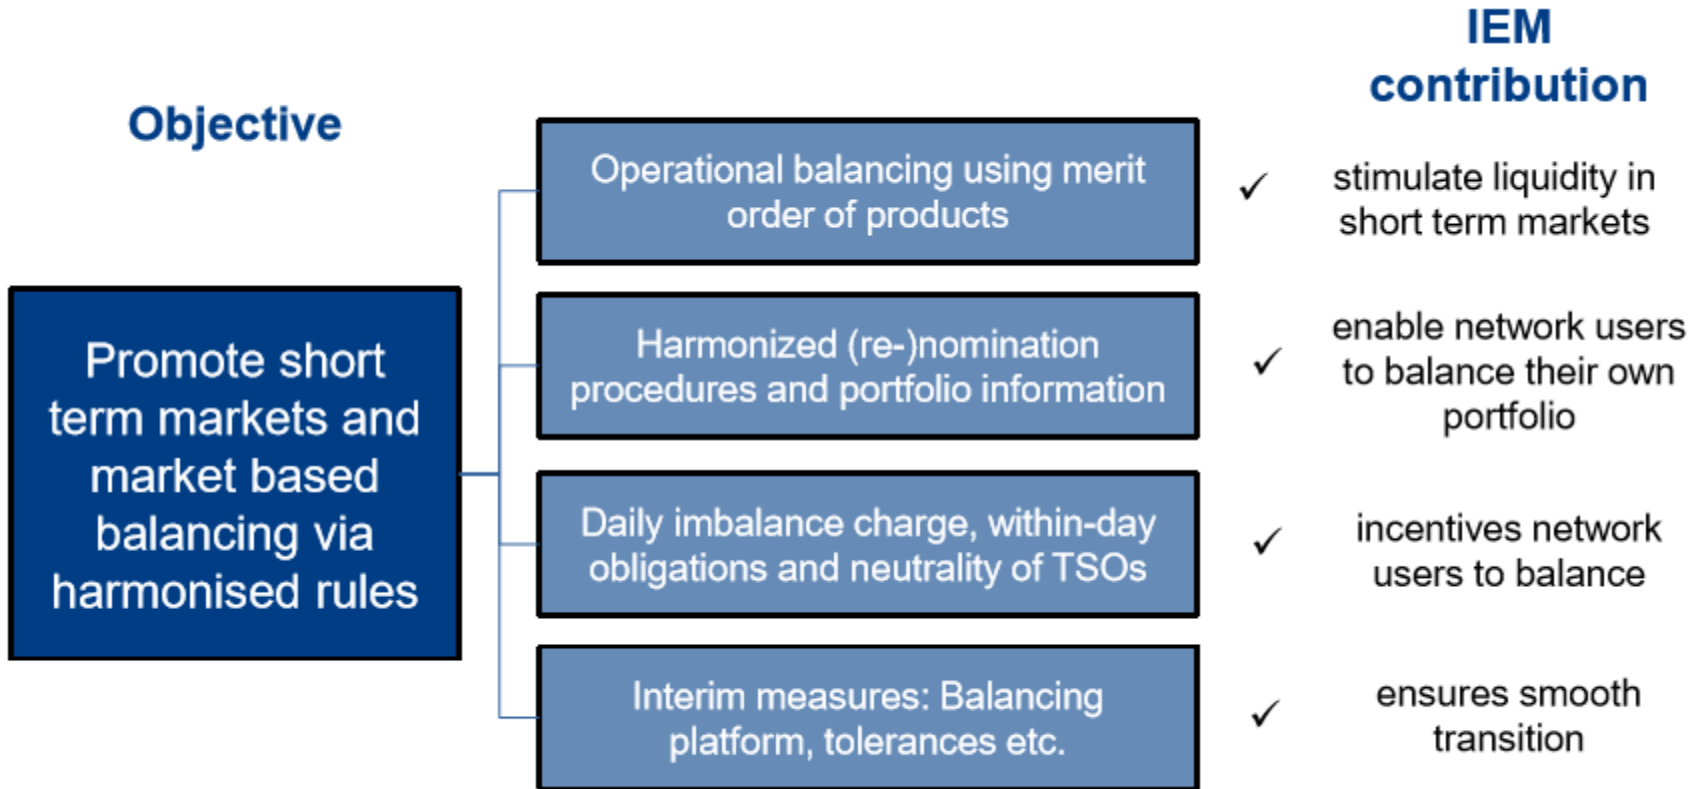 Objective
IEM
contribution
Promote short
term markets and
market based
balancing via
harmonised rules
Operational balancing using merit
order of products
✓
stimulate liquidity in
short term markets
Harmonized (re-)nomination
procedures and portfolio information
✓
enable network users
to balance their own
portfolio
Daily imbalance charge, within-day
obligations and neutrality of TSOs
✓
incentives network
users to balance
Interim measures: Balancing
platform, tolerances etc.
✓
ensures smooth
transition